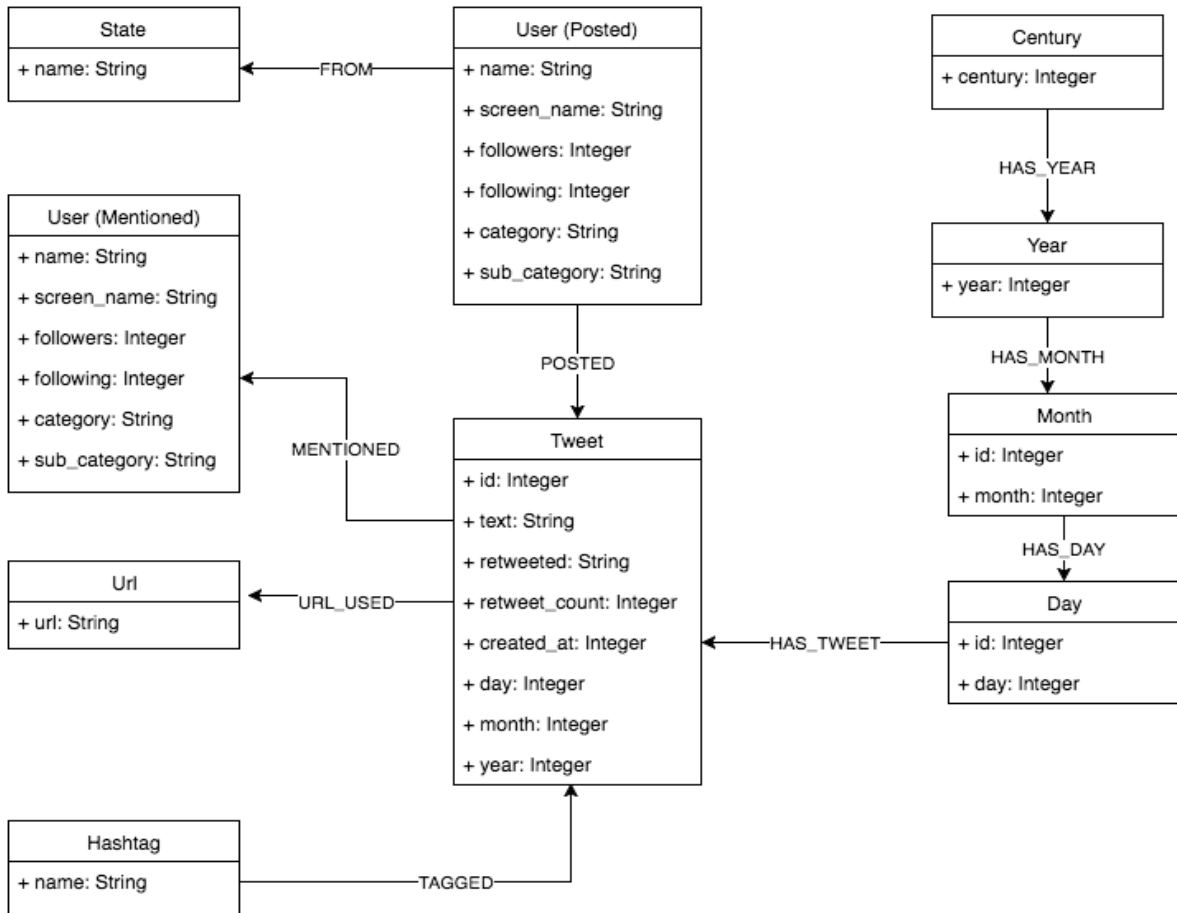 State
+ name: String
FROM
User (Posted)
+ name: String
+ screen_name: String
+ followers: Integer
+ following: Integer
+ category: String
+ sub_category: String
POSTED
User (Mentioned)
+ name: String
+ screen_name: String
+ followers: Integer
+ following: Integer
+ category: String
+ sub_category: String
MENTIONED
Tweet
+ id: Integer
+ text: String
+ retweeted: String
+ retweet_count: Integer
+ created_at: Integer
+ day: Integer
+ month: Integer
+ year: Integer
Url
+ url: String
URL_USED
Hashtag
+ name: String
TAGGED
Century
+ century: Integer
HAS_YEAR
Year
+ year: Integer
HAS_MONTH
Month
+ id: Integer
+ month: Integer
HAS_DAY
Day
+ id: Integer
+ day: Integer
HAS_TWEET